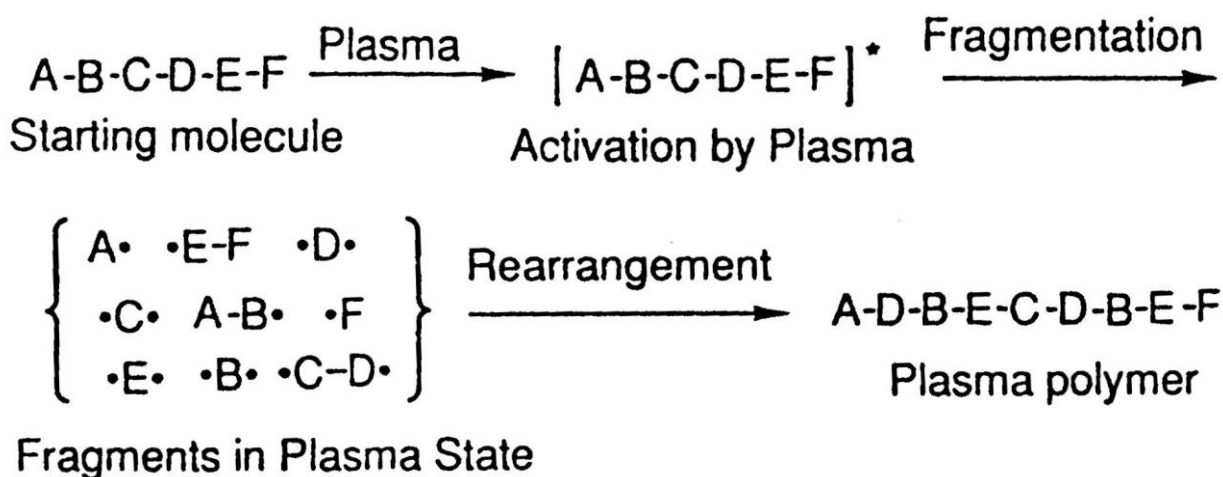 A-B-C-D-E-F Plasma [A-B-C-D-E-F]* Fragmentation
Starting molecule Activation by Plasma
A• •E-F •D•
•C• A-B• •F
•E• •B• •C-D•
Rearrangement
A-D-B-E-C-D-B-E-F
Plasma polymer
Fragments in Plasma State